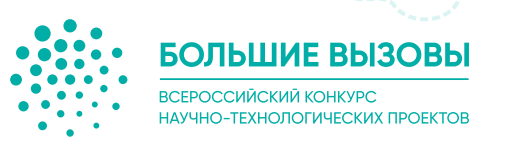 БОЛЬШИЕ ВЫЗОВЫ
ВСЕРОССИЙСКИЙ КОНКУРС
НАУЧНО-ТЕХНОЛОГИЧЕСКИХ ПРОЕКТОВ